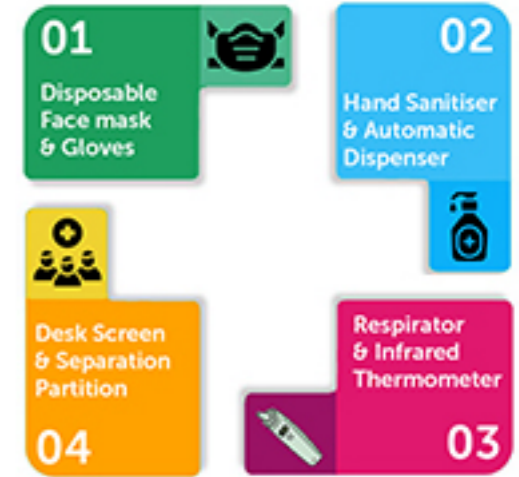 01
Disposable
Face mask
& Gloves
02
Hand Sanitiser
& Automatic
Dispenser
Desk Screen
& Separation
Partition
04
Respirator
& Infrared
Thermometer
03